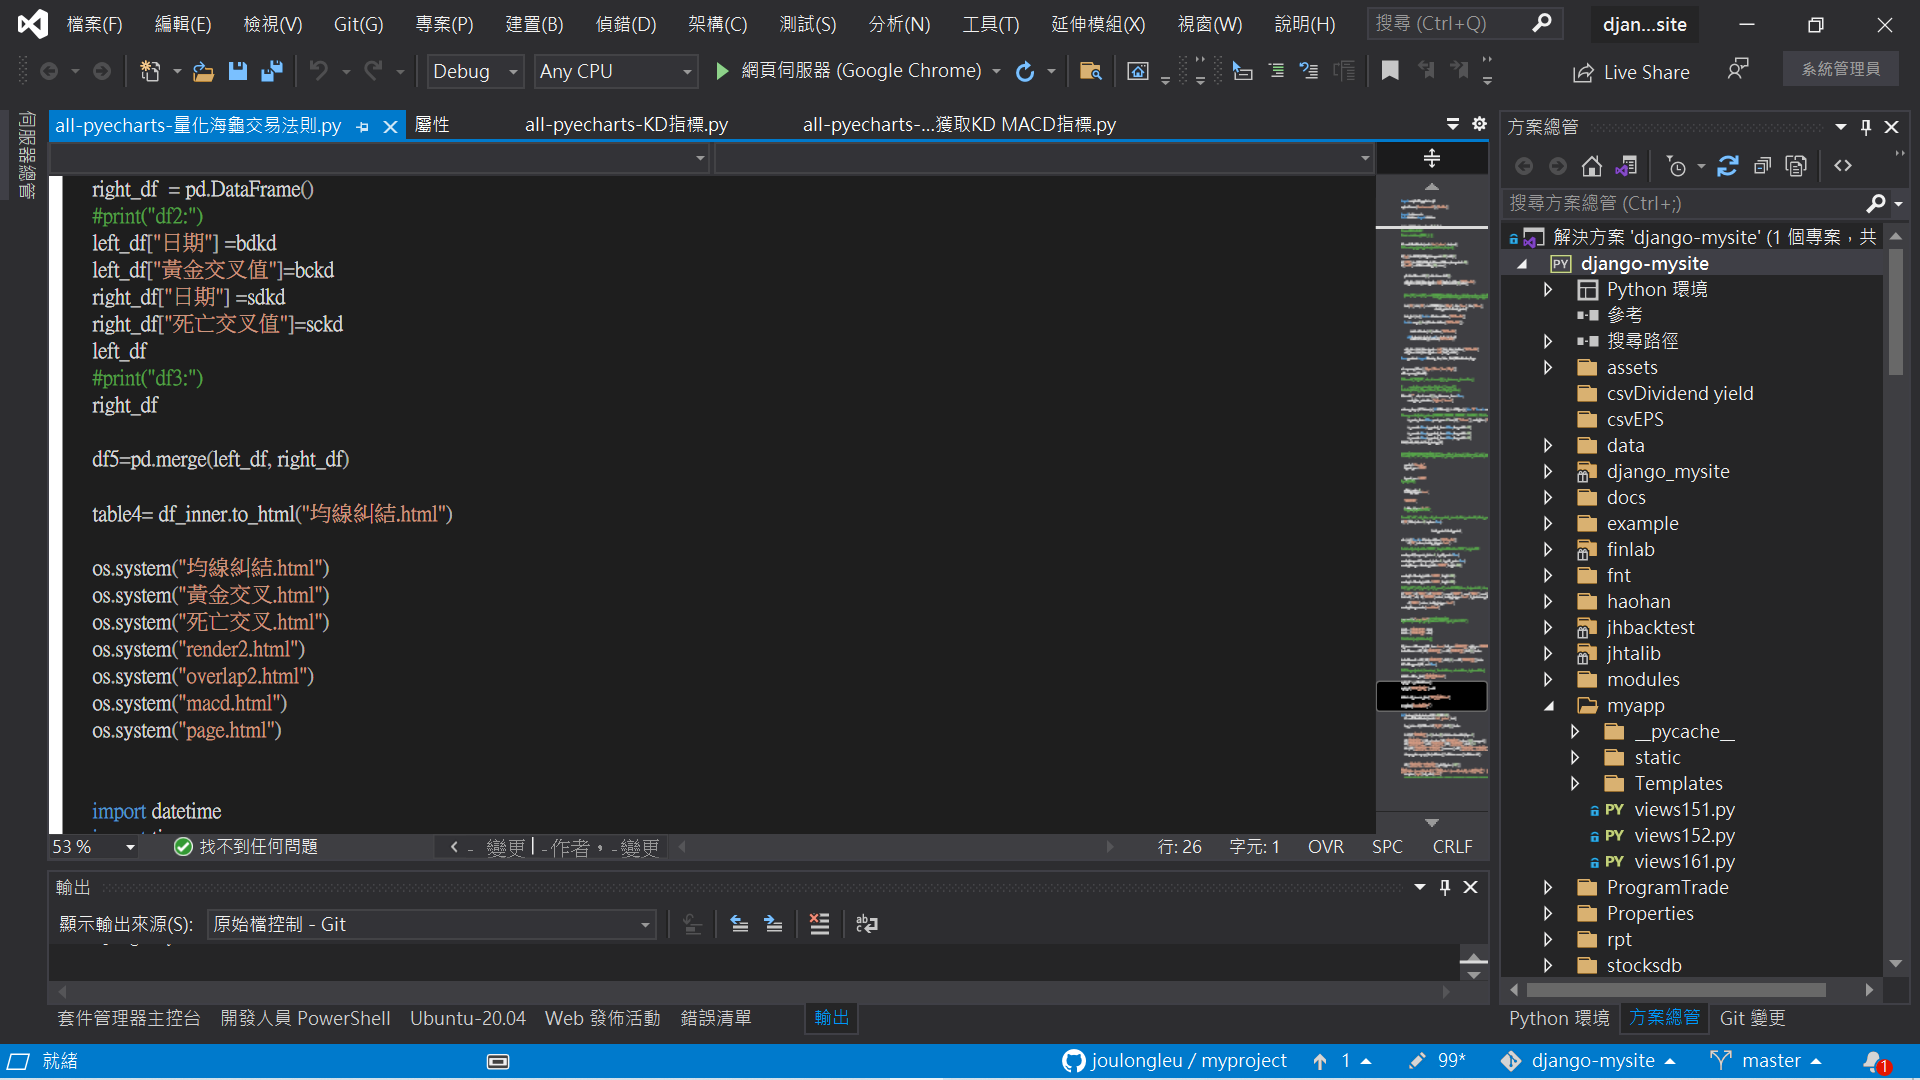 檔案(F) 編輯(E) 檢視(V) Git(G) 專案(P) 建置(B) 偵錯(D) 架構(C) 測試(S) 分析(N) 工具(T) 延伸模組(X) 視窗(W) 說明(H) 搜尋 (Ctrl+Q) djan...site
Debug Any CPU 網頁伺服器 (Google Chrome) Live Share 系統管理員
伺服器總管
all-pyecharts-量化海龜交易法則.py 屬性 all-pyecharts-KD指標.py all-pyecharts-...獲取KD MACD指標.py
right_df = pd.DataFrame()
#print("df2:")
left_df["日期"] =bdkd
left_df["黃金交叉值"]=bckd
right_df["日期"] =sdkd
right_df["死亡交叉值"]=sckd
left_df
#print("df3:")
right_df
df5=pd.merge(left_df, right_df)
table4= df_inner.to_html("均線糾結.html")
os.system("均線糾結.html")
os.system("黃金交叉.html")
os.system("死亡交叉.html")
os.system("render2.html")
os.system("overlap2.html")
os.system("macd.html")
os.system("page.html")
import datetime
53 % 找不到任何問題 - 變更 | -作者, -變更 行: 26 字元: 1 OVR SPC CRLF
輸出
顯示輸出來源(S): 原始檔控制 - Git
套件管理器主控台 開發人員 PowerShell Ubuntu-20.04 Web 發佈活動 錯誤清單 輸出
方案總管
搜尋方案總管 (Ctrl+;)
解決方案 'django-mysite' (1 個專案，共
PY django-mysite
Python 環境
參考
搜尋路徑
assets
csvDividend yield
csvEPS
data
django_mysite
docs
example
finlab
fnt
haohan
jhbacktest
jhtalib
modules
myapp
__pycache__
static
Templates
PY views151.py
PY views152.py
PY views161.py
ProgramTrade
Properties
rpt
stocksdb
Python 環境 方案總管 Git 變更
就緒 joulongleu / myproject 1 99* django-mysite master 1